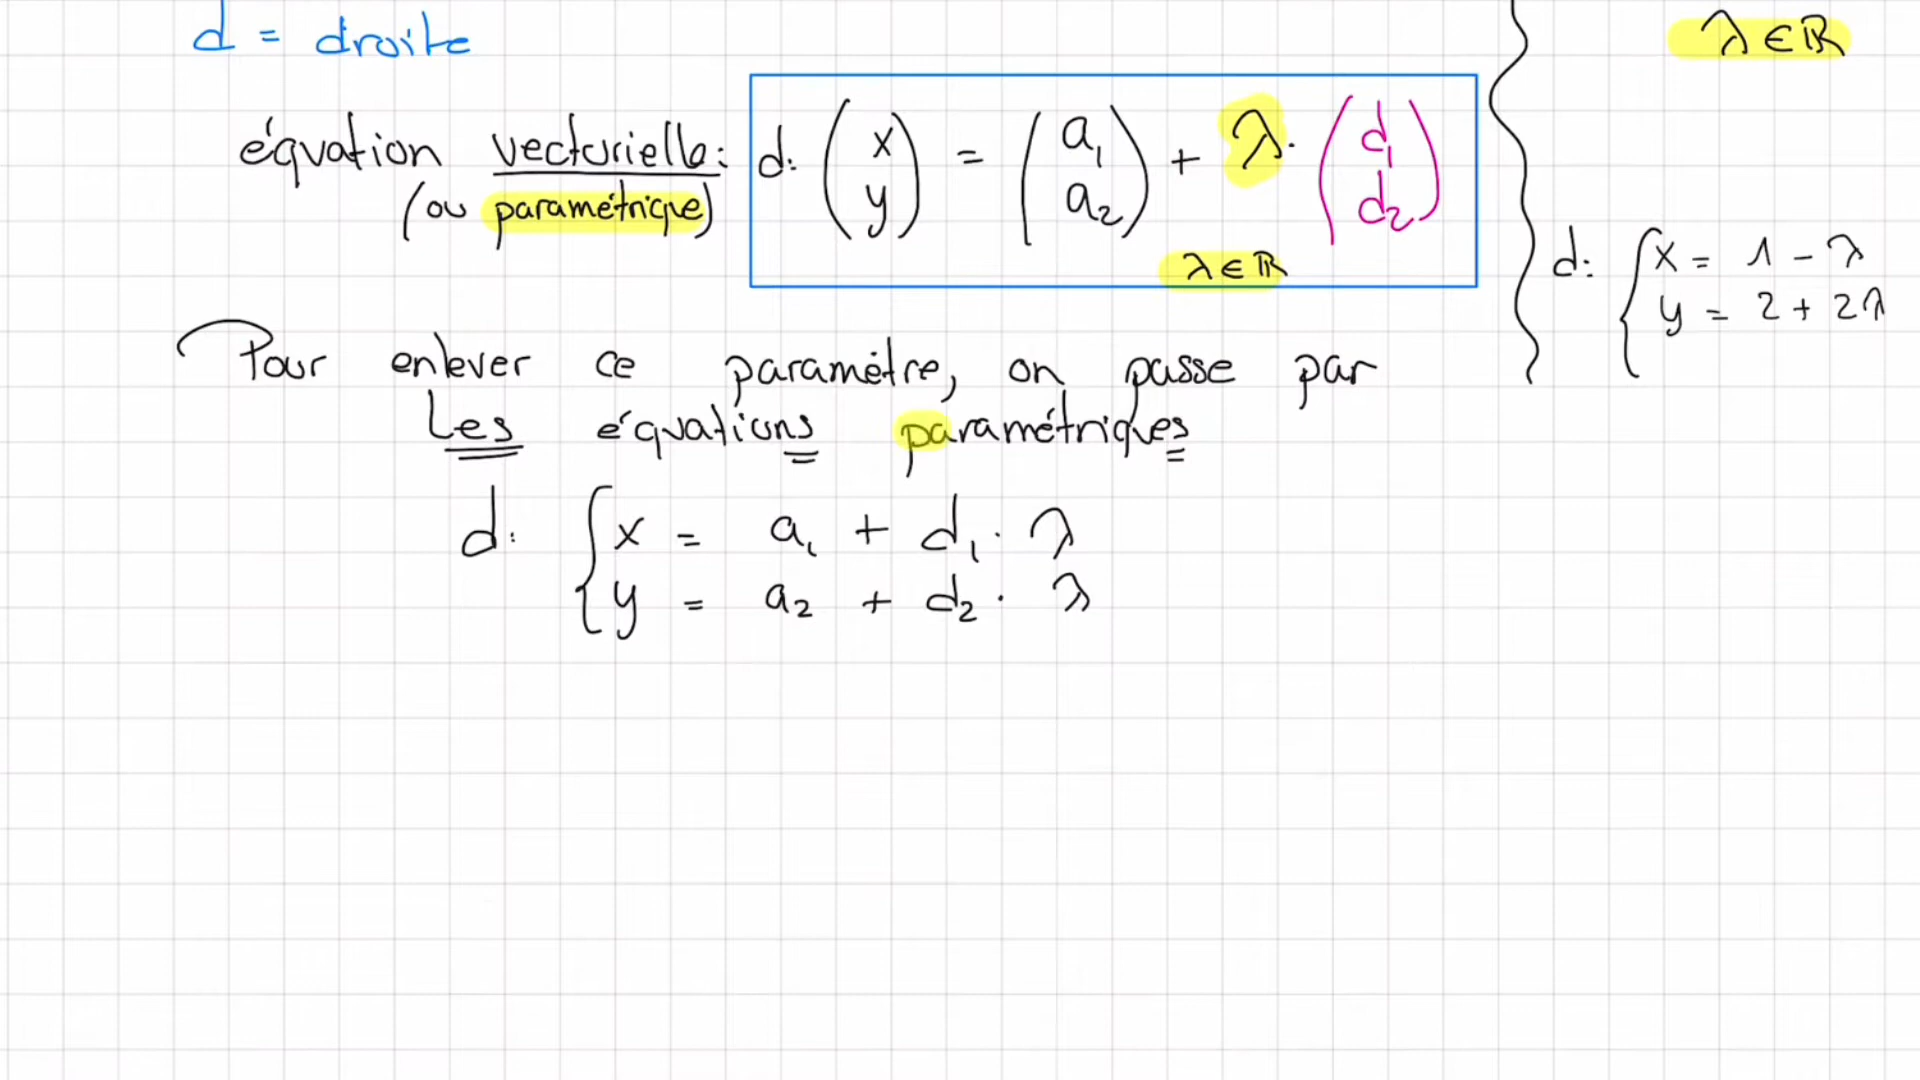 d = droite
équation vectorielle: d: (x y) = (a₁ a₂) + λ · (d₁ d₂)
(ou paramétrique)
λ ∈ ℝ
Pour enlever ce paramètre, on passe par
Les équations paramétriques
d: { x = a₁ + d₁ · λ
y = a₂ + d₂ · λ
λ ∈ ℝ
d: { x = 1 - λ
y = 2 + 2λ